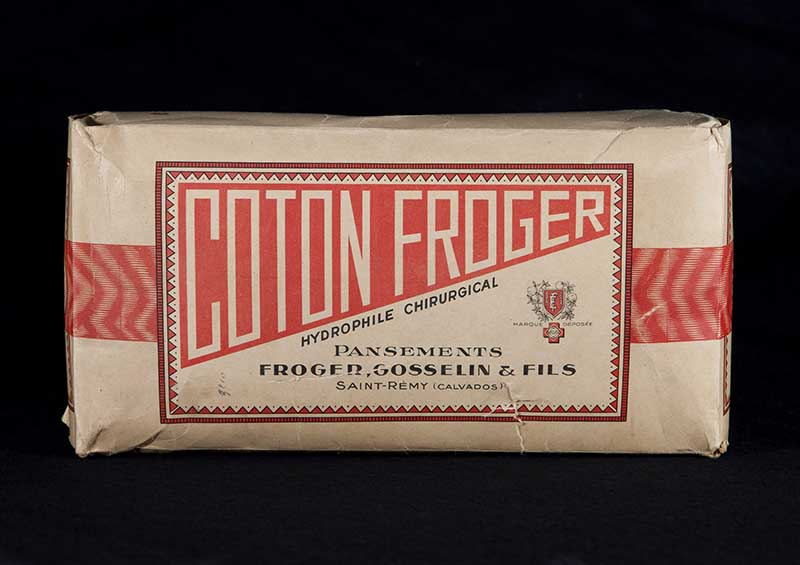 COTON FROGER
HYDROPHILE CHIRURGICAL
MARQUE DÉPOSÉE
PANSEMENTS
FROGER, GOSSELIN & FILS
SAINT-RÉMY (CALVADOS)